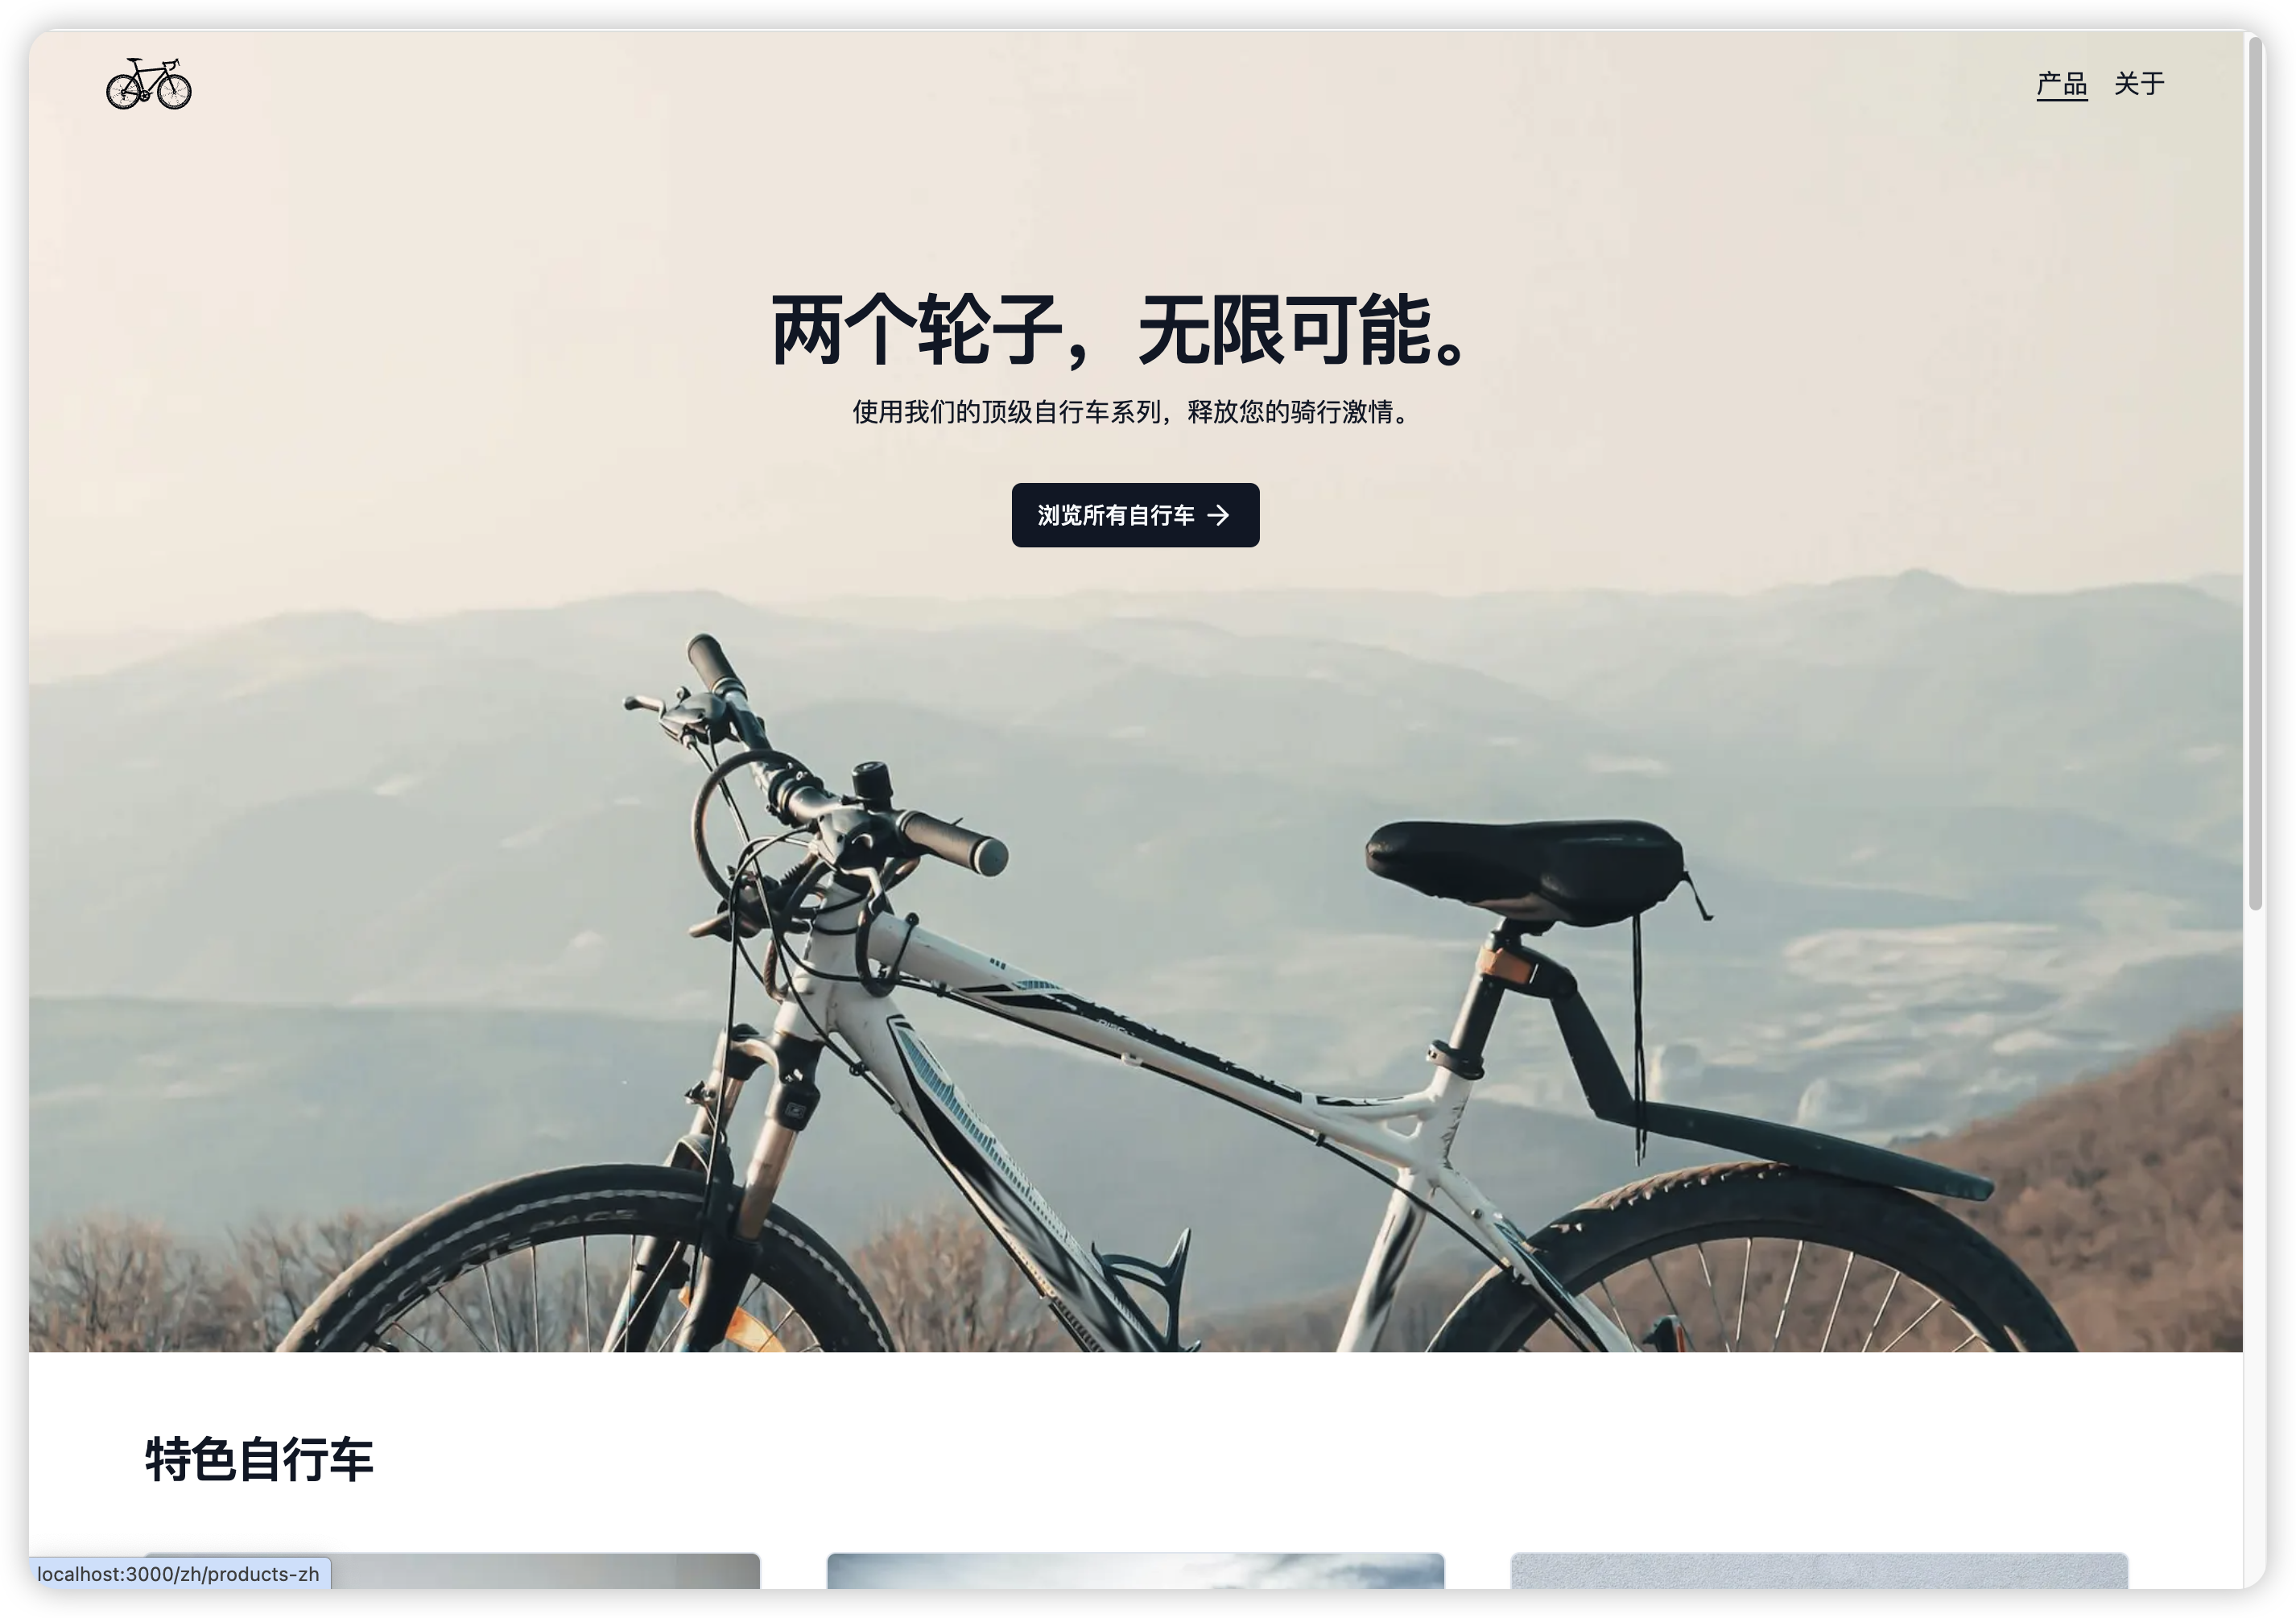 产品 关于
两个轮子，无限可能。
使用我们的顶级自行车系列，释放您的骑行激情。
浏览所有自行车 →
特色自行车
localhost:3000/zh/products-zh